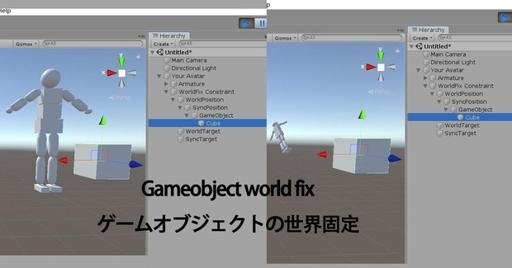 Help
Gizmos
All
Hierarchy
Create
All
Untitled*
Main Camera
Directional Light
Your Avatar
Armature
WorldFix Constraint
WorldPosition
SyncPosition
GameObject
Cube
WorldTarget
SyncTarget
Persp
Gizmos
All
Hierarchy
Create
All
Untitled*
Main Camera
Directional Light
Your Avatar
Armature
WorldFix Constraint
WorldPosition
SyncPosition
GameObject
Cube
WorldTarget
SyncTarget
Persp
Gameobject world fix
ゲームオブジェクトの世界固定